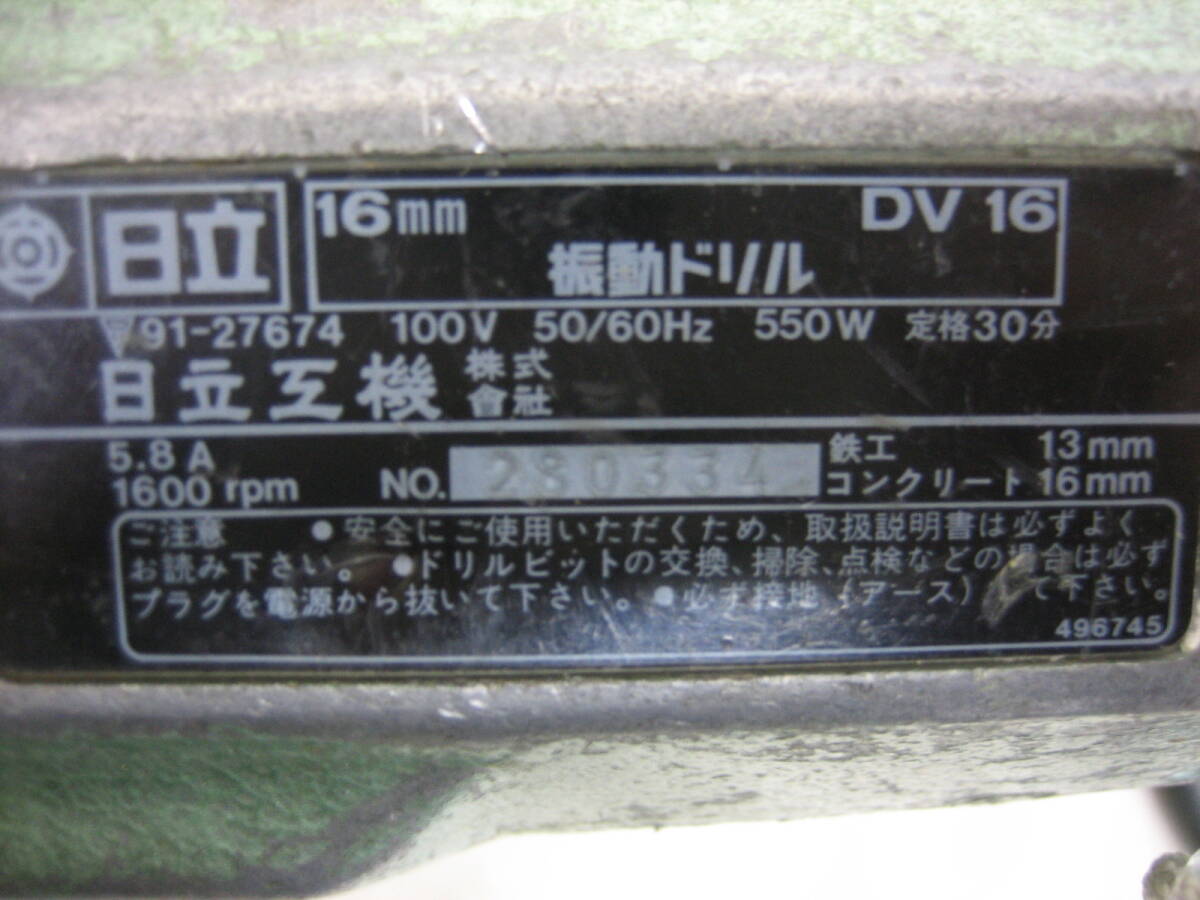 日立 16mm DV 16
振動ドリル
▽91-27674 100V 50/60Hz 550W 定格30分
日立工機 株式會社
5.8A 鉄工 13mm
1600rpm NO. 280334 コンクリート 16mm
ご注意 ●安全にご使用いただくため、取扱説明書は必ずよく
お読み下さい。●ドリルビットの交換、掃除、点検などの場合は必ず
プラグを電源から抜いて下さい。●必ず接地(アース) て下さい。
496745